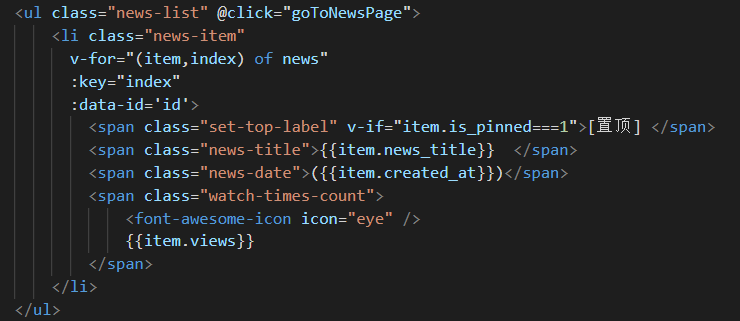 <ul class="news-list" @click="goToNewsPage">
<li class="news-item"
v-for="(item,index) of news"
:key="index"
:data-id='id'>
<span class="set-top-label" v-if="item.is_pinned===1">[置顶] </span>
<span class="news-title">{{item.news_title}}  </span>
<span class="news-date">({{item.created_at}})</span>
<span class="watch-times-count">
<font-awesome-icon icon="eye" />
{{item.views}}
</span>
</li>
</ul>